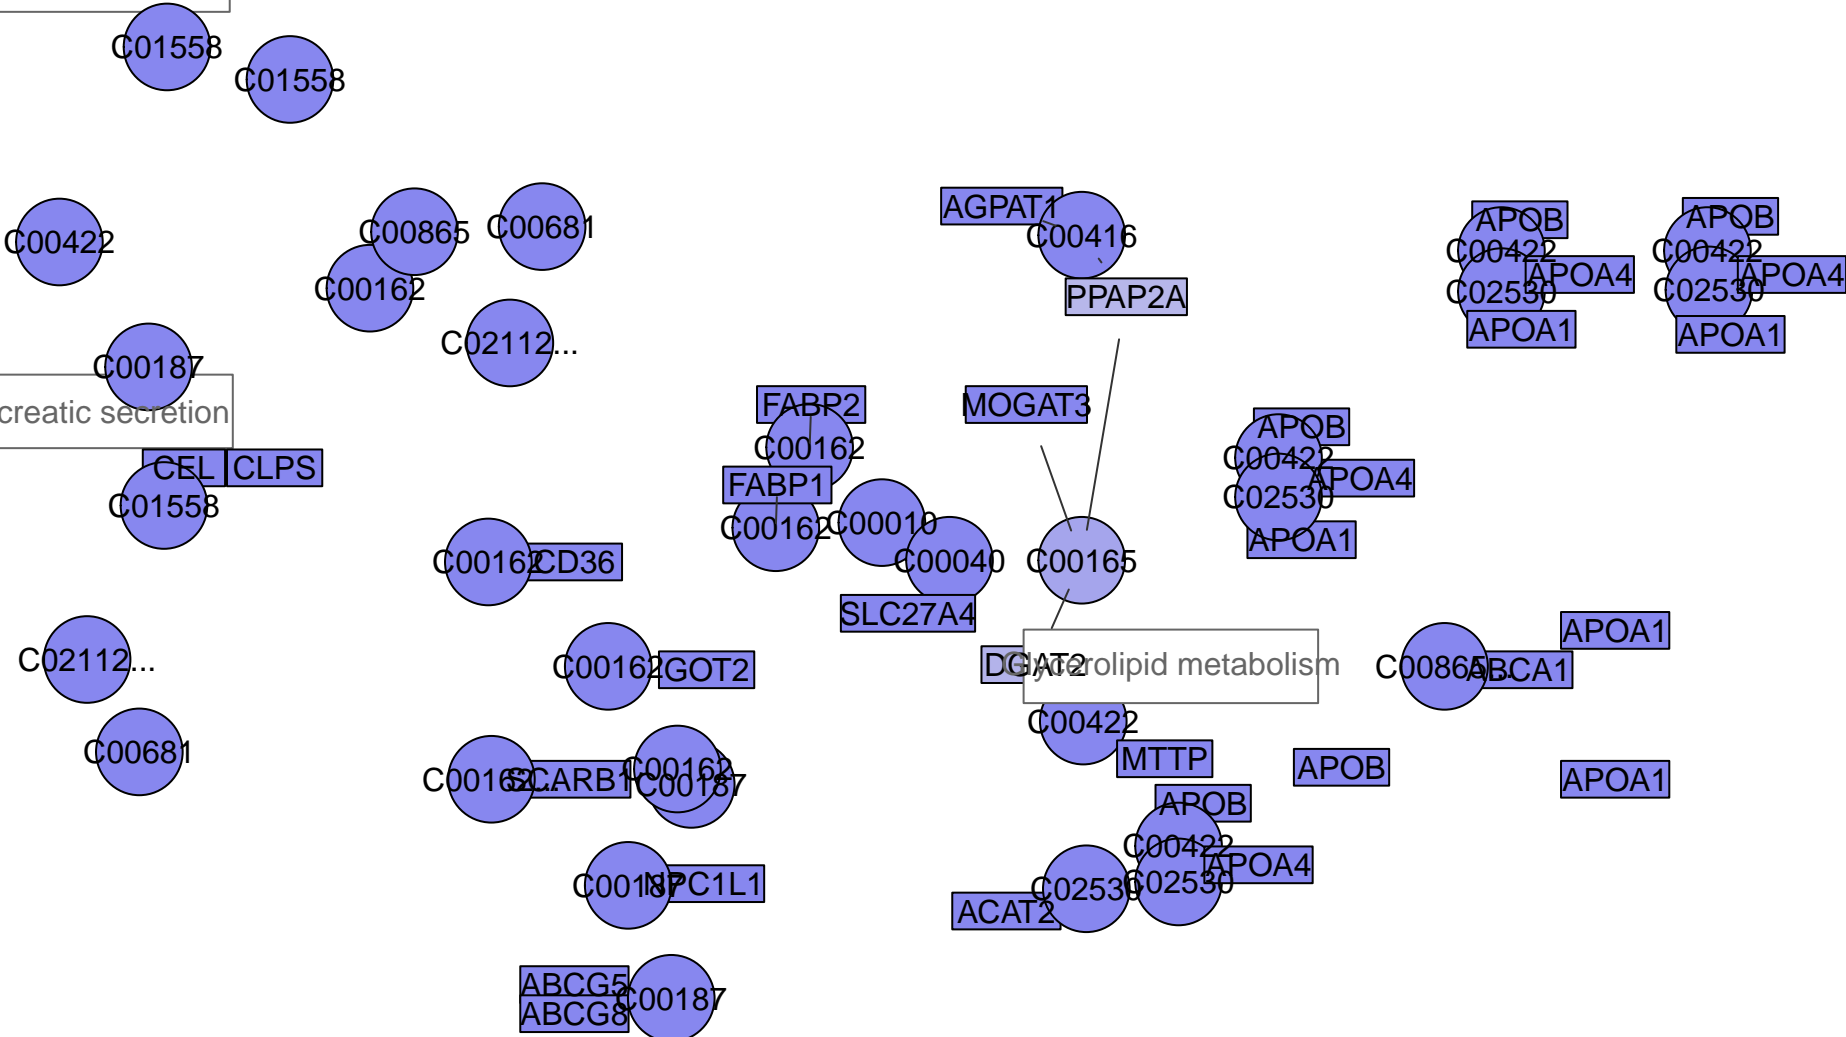 C01558
C01558
AGPAT1
C00416
APOB
APOB
C00422
C00865
C00681
C00422
C00422
C00162
PPAP2A
APOA4
APOA4
C02530
C02530
C02112...
APOA1
APOA1
C00187
creatic secretion
FABP2
MOGAT3
C00162
APOB
C00422
CEL
CLPS
FABP1
APOA4
C01558
C02530
C00162
C00010
APOA1
C00162
CD36
C00040
C00165
SLC27A4
APOA1
C02112...
C00162
GOT2
DGAT2
Glycerolipid metabolism
C00865...
ABCA1
C00422
C00681
MTTP
APOB
C00162...
SCARB1
C00162
C00187
APOA1
APOB
C00422
C00187
NPC1L1
C02530
C02530
APOA4
ACAT2
ABCG5
C00187
ABCG8